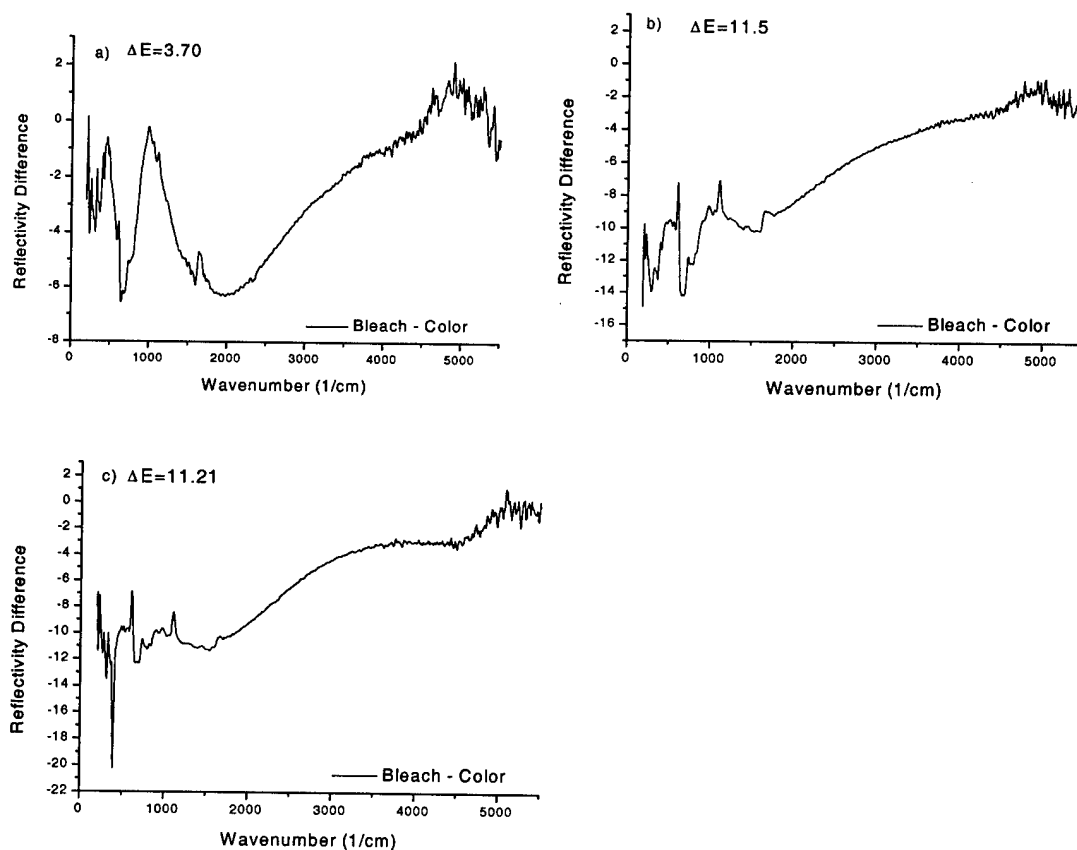 a) ΔE=3.70
2
0
-2
-4
-6
-8
Reflectivity Difference
Bleach - Color
0 1000 2000 3000 4000 5000
Wavenumber (1/cm)
b) ΔE=11.5
2
0
-2
-4
-6
-8
-10
-12
-14
-16
Reflectivity Difference
Bleach - Color
0 1000 2000 3000 4000 5000
Wavenumber (1/cm)
c) ΔE=11.21
2
0
-2
-4
-6
-8
-10
-12
-14
-16
-18
-20
-22
Reflectivity Difference
Bleach - Color
0 1000 2000 3000 4000 5000
Wavenumber (1/cm)